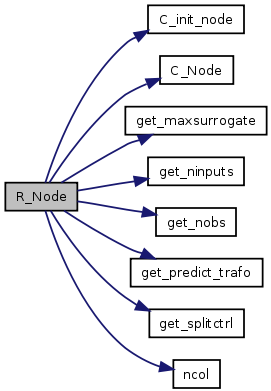 C_init_node
C_Node
get_maxsurrogate
get_ninputs
R_Node
get_nobs
get_predict_trafo
get_splitctrl
ncol